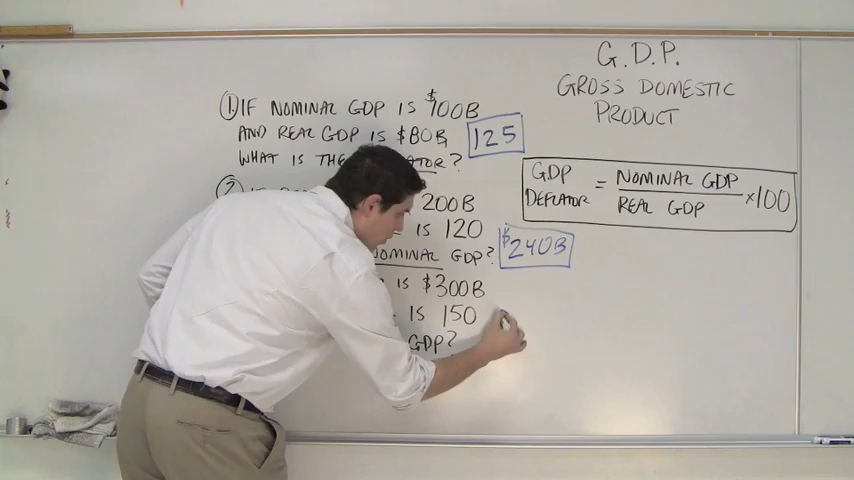 G.D.P.
GROSS DOMESTIC
PRODUCT
① IF NOMINAL GDP IS $100B
AND REAL GDP IS $80B,
WHAT IS THE
?
125
GDP DEFLATOR = NOMINAL GDP / REAL GDP × 100
②
200B
IS 120
NOMINAL GDP?
$240B
IS $300B
IS 150
GDP?